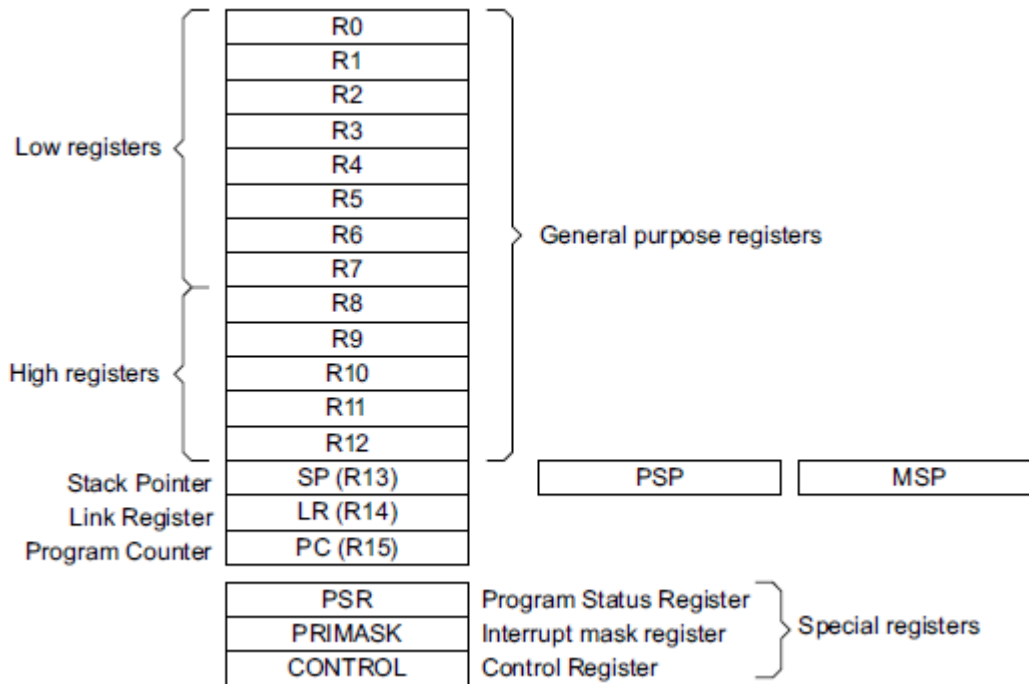 R0
R1
R2
R3
Low registers
R4
R5
R6
General purpose registers
R7
R8
R9
High registers
R10
R11
R12
Stack Pointer SP (R13) PSP MSP
Link Register LR (R14)
Program Counter PC (R15)
PSR Program Status Register
PRIMASK Interrupt mask register Special registers
CONTROL Control Register